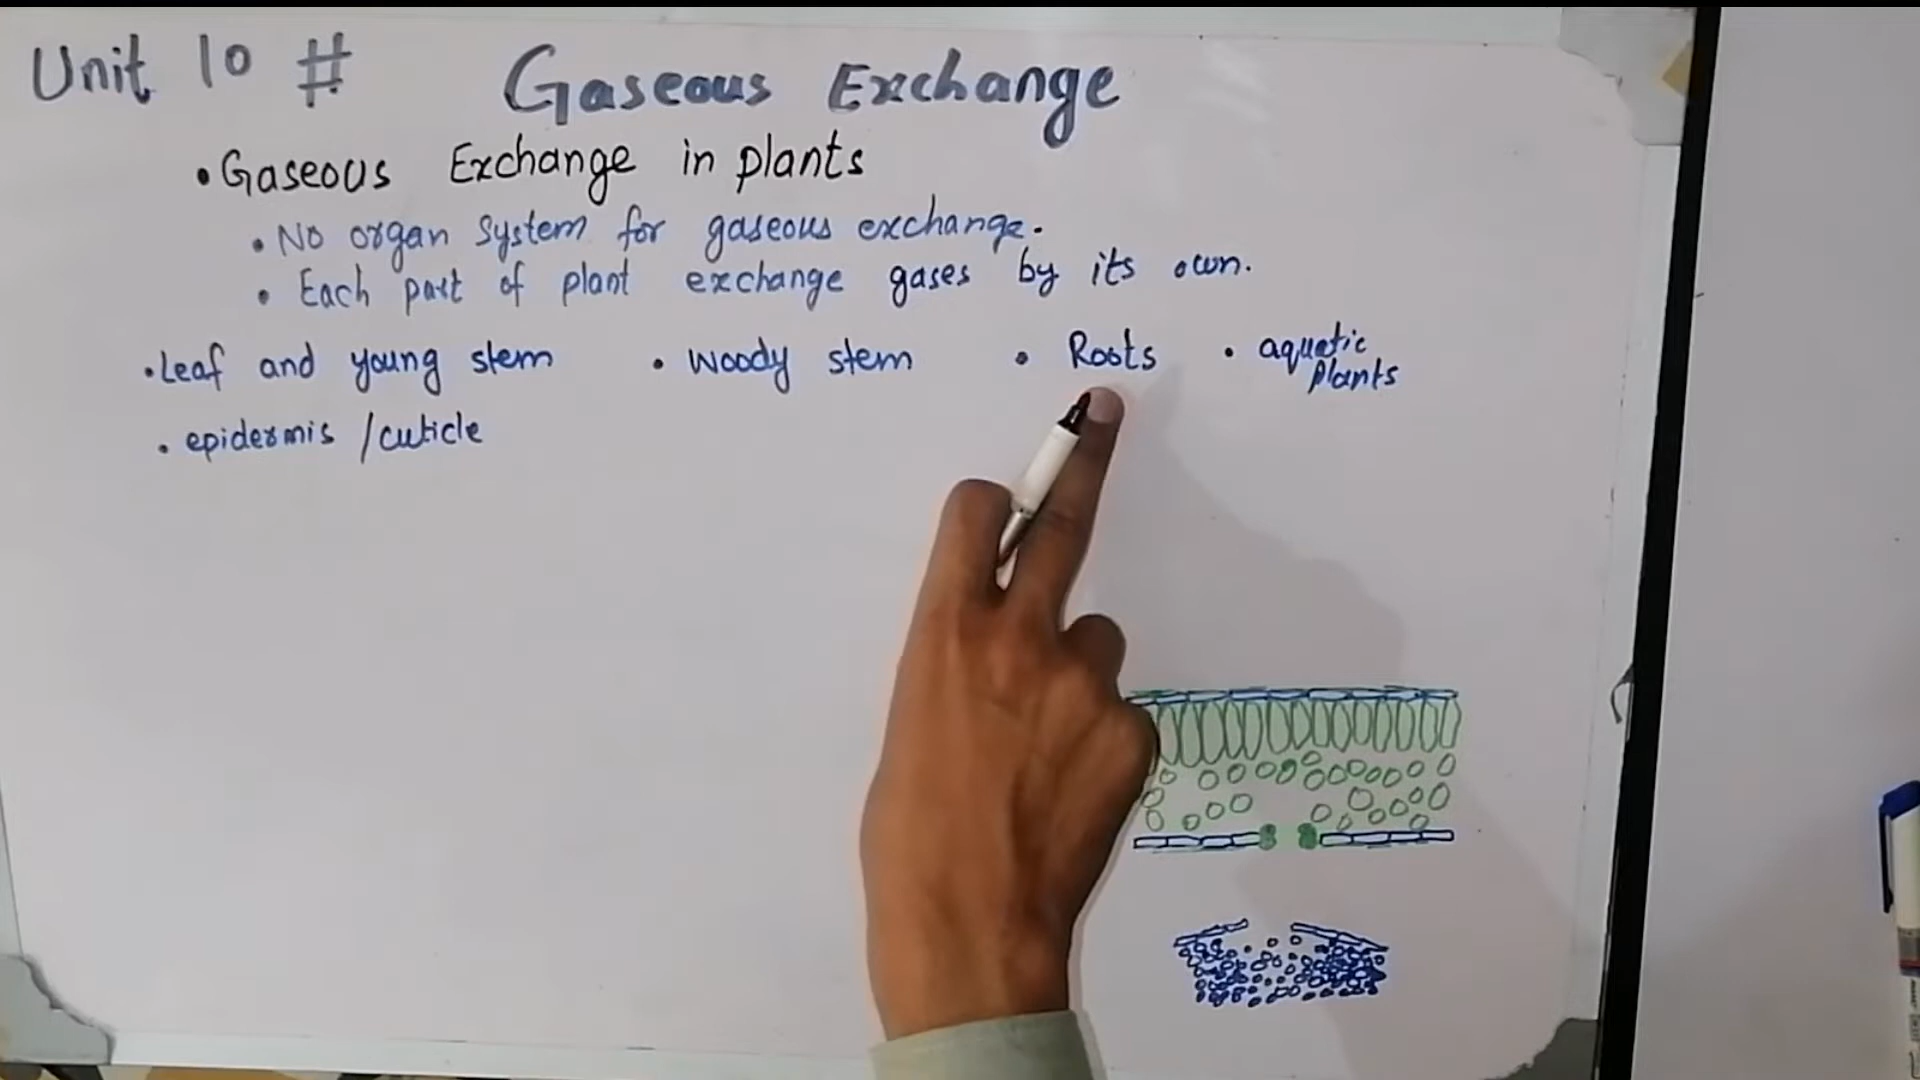 Unit 10 # Gaseous Exchange
• Gaseous Exchange in plants
• No organ system for gaseous exchange.
• Each part of plant exchange gases by its own.
• Leaf and young stem • Woody stem • Roots • aquatic plants
• epidermis / cuticle